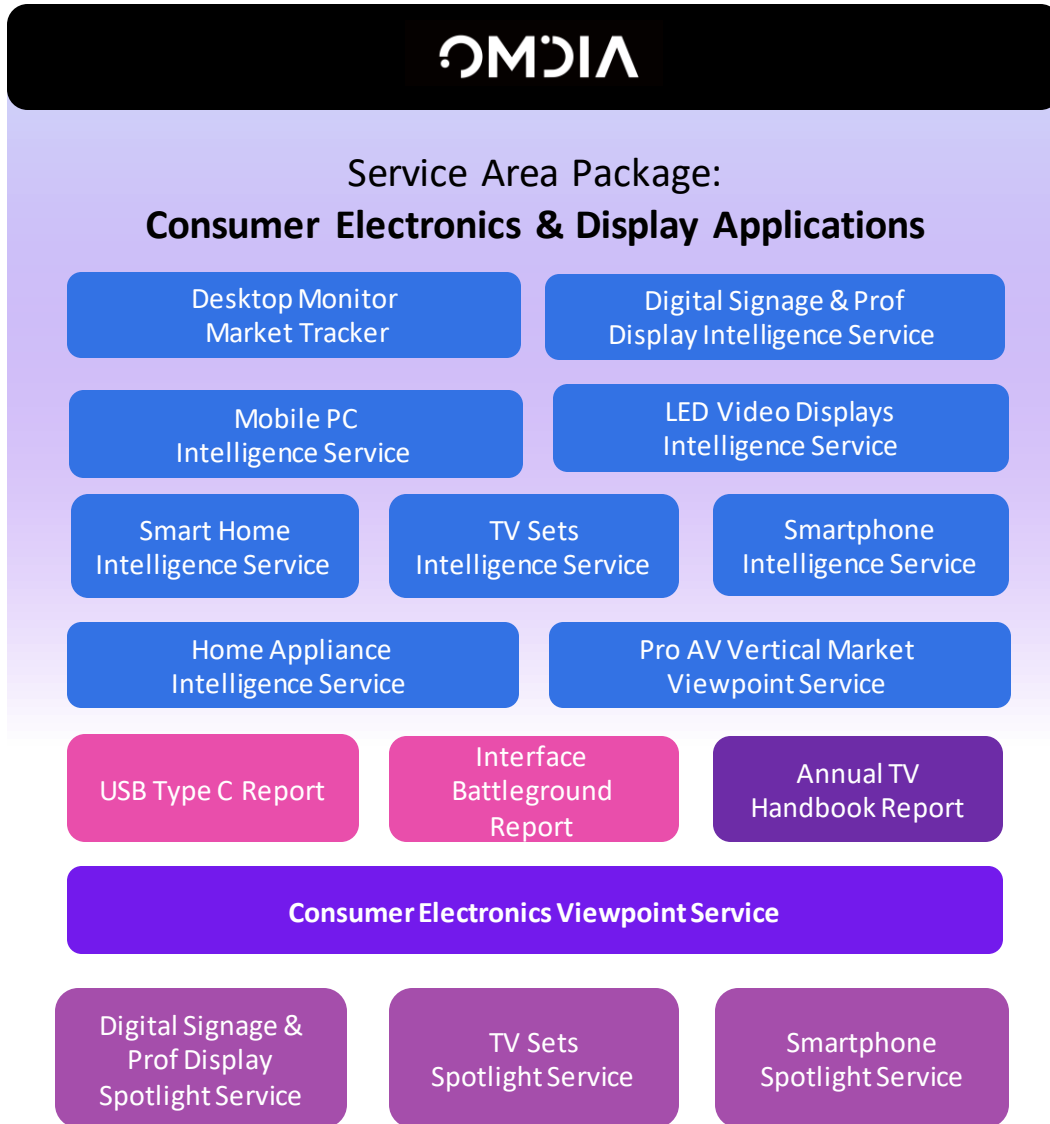 OMDIA
Service Area Package:
Consumer Electronics & Display Applications
Desktop Monitor
Market Tracker
Digital Signage & Prof
Display Intelligence Service
Mobile PC
Intelligence Service
LED Video Displays
Intelligence Service
Smart Home
Intelligence Service
TV Sets
Intelligence Service
Smartphone
Intelligence Service
Home Appliance
Intelligence Service
Pro AV Vertical Market
Viewpoint Service
USB Type C Report
Interface
Battleground
Report
Annual TV
Handbook Report
Consumer Electronics Viewpoint Service
Digital Signage &
Prof Display
Spotlight Service
TV Sets
Spotlight Service
Smartphone
Spotlight Service